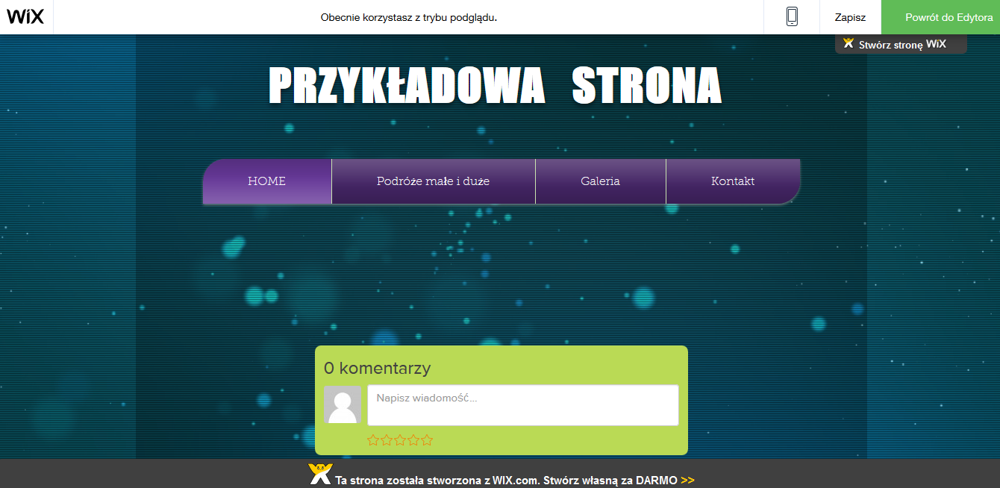 WiX
Obecnie korzystasz z trybu podglądu.
Zapisz
Powrót do Edytora
Stwórz stronę WiX
PRZYKŁADOWA STRONA
HOME
Podróże małe i duże
Galeria
Kontakt
0 komentarzy
Napisz wiadomość...
Ta strona została stworzona z WIX.com. Stwórz własną za DARMO >>